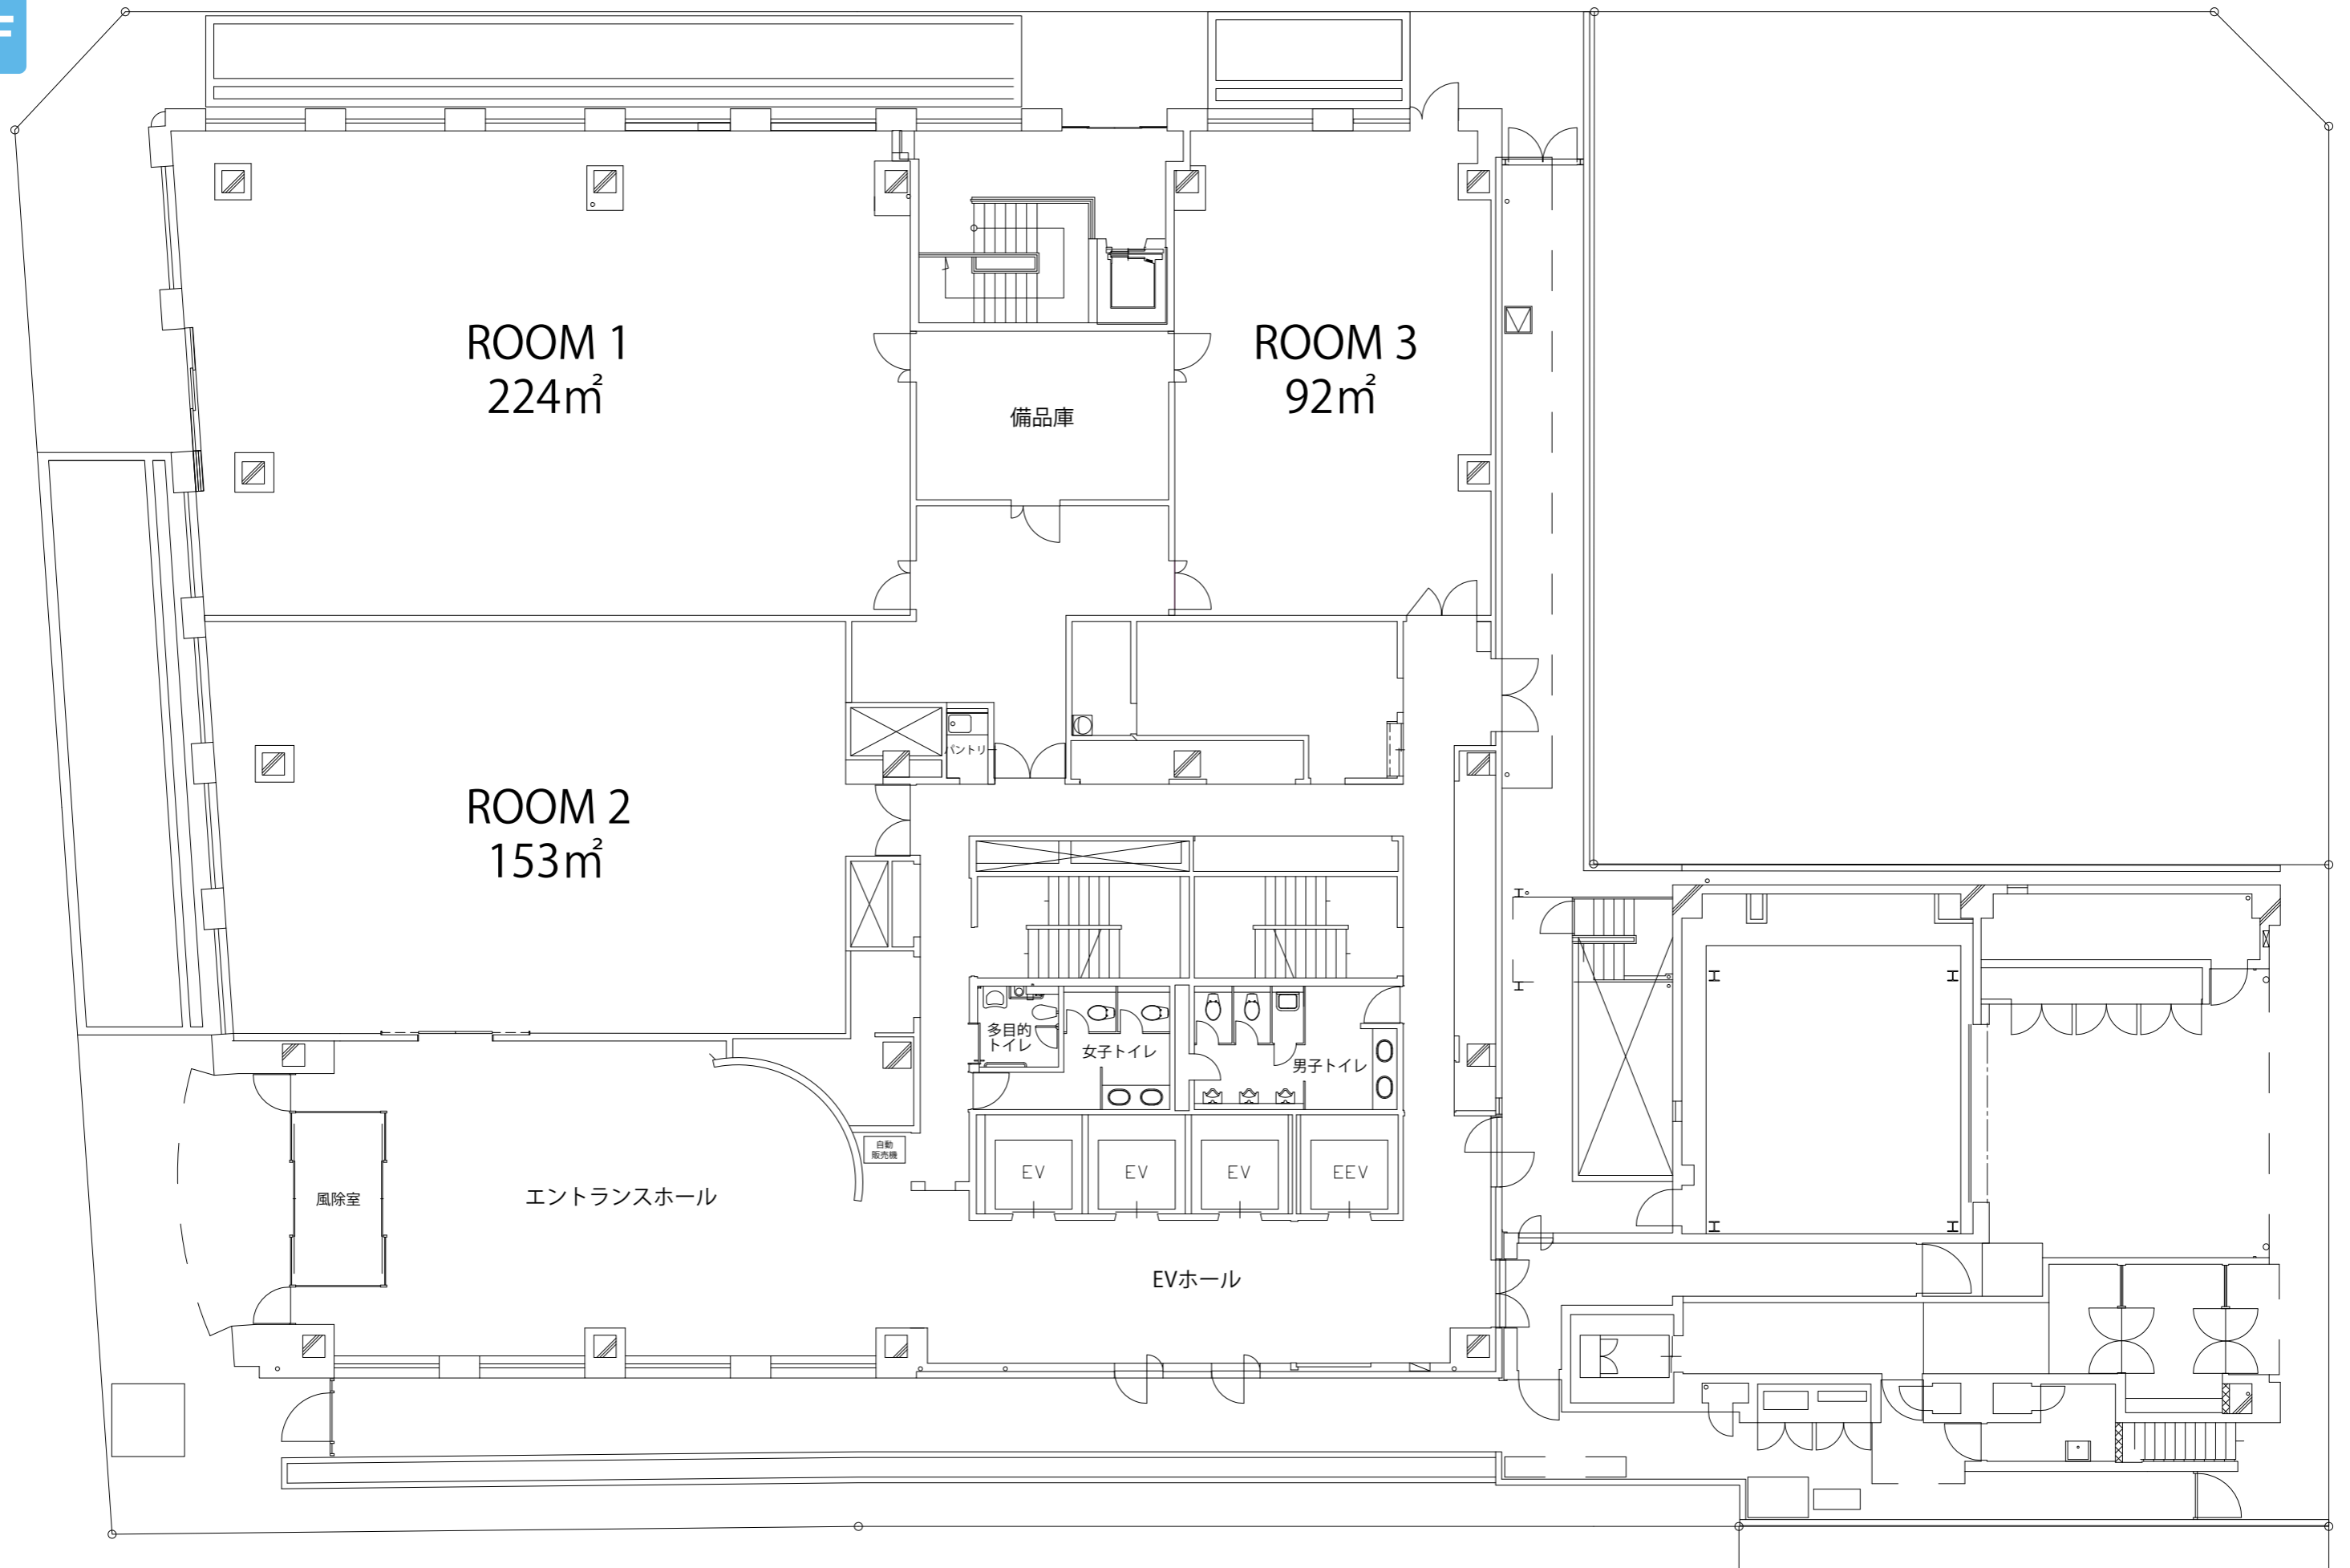 F
ROOM 1
224㎡
ROOM 3
92㎡
備品庫
ROOM 2
153㎡
パントリー
多目的
トイレ
女子トイレ
男子トイレ
自動
販売機
EV
EV
EV
EEV
風除室
エントランスホール
EVホール